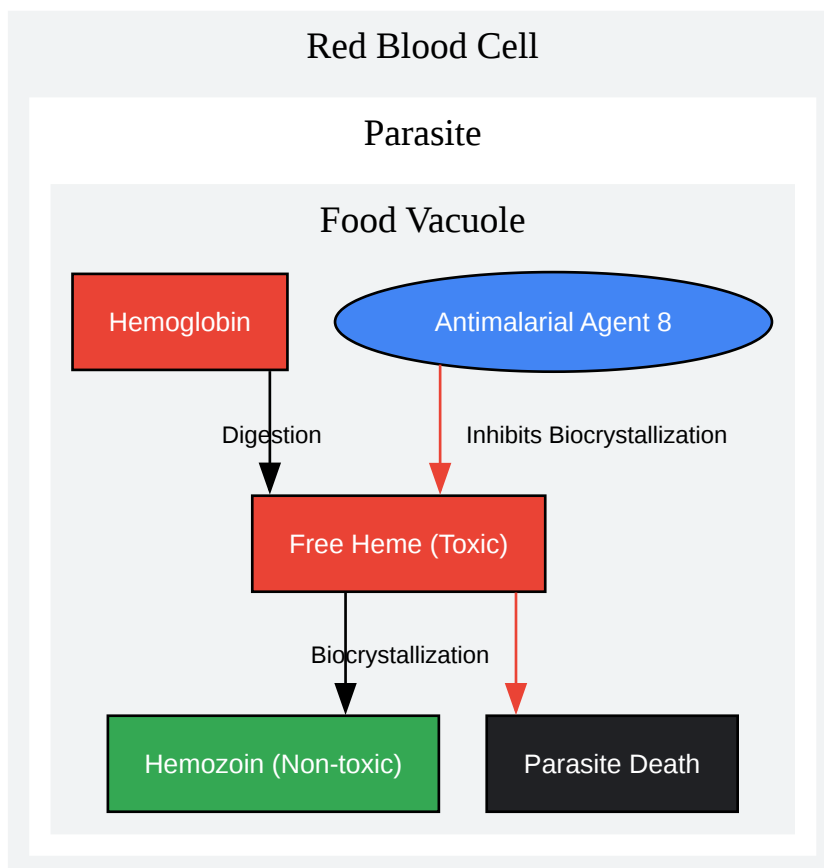 Red Blood Cell
Parasite
Food Vacuole
Hemoglobin
Antimalarial Agent 8
Digestion
Inhibits Biocrystallization
Free Heme (Toxic)
Biocrystallization
Hemozoin (Non-toxic)
Parasite Death